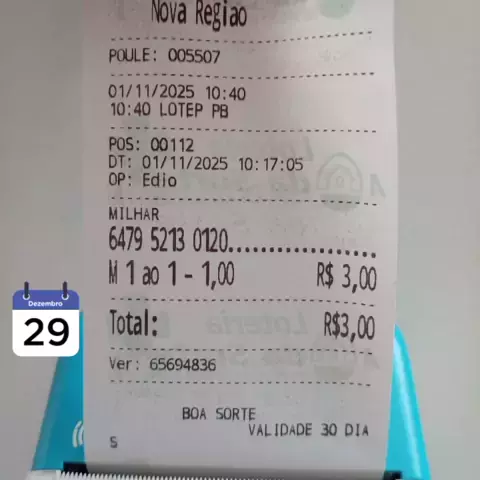 Nova Regiao
POULE: 005507
01/11/2025 10:40
10:40 LOTEP PB
POS: 00112
DT: 01/11/2025 10:17:05
OP: Edio
MILHAR
6479 5213 0120......................
M 1 ao 1 - 1,00 R$ 3,00
Total: R$3,00
Ver: 65694836
BOA SORTE
VALIDADE 30 DIA
S
Dezembro
29